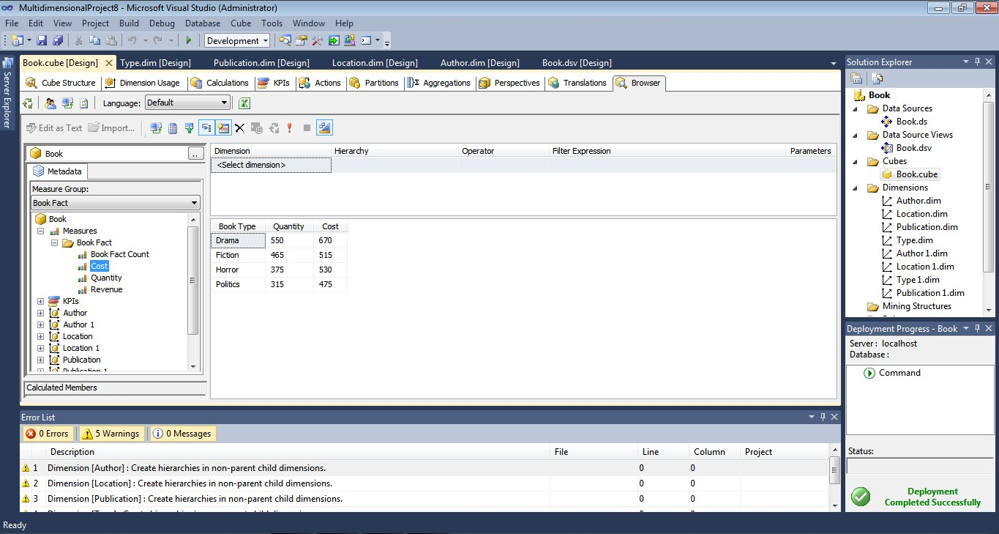 MultidimensionalProject8 - Microsoft Visual Studio (Administrator)
File Edit View Project Build Debug Database Cube Tools Window Help
Development
Server Explorer
Book.cube [Design] Type.dim [Design] Publication.dim [Design] Location.dim [Design] Author.dim [Design] Book.dsv [Design]
Cube Structure Dimension Usage Calculations KPIs Actions Partitions Aggregations Perspectives Translations Browser
Language: Default
Edit as Text Import...
Book ..
Metadata
Measure Group:
Book Fact
Book
Measures
Book Fact
Book Fact Count
Cost
Quantity
Revenue
KPIs
Author
Author 1
Location
Location 1
Publication
Publication 1
Calculated Members
Dimension Hierarchy Operator Filter Expression Parameters
<Select dimension>
Book Type Quantity Cost
Drama 550 670
Fiction 465 515
Horror 375 530
Politics 315 475
Solution Explorer
Book
Data Sources
Book.ds
Data Source Views
Book.dsv
Cubes
Book.cube
Dimensions
Author.dim
Location.dim
Publication.dim
Type.dim
Author 1.dim
Location 1.dim
Type 1.dim
Publication 1.dim
Mining Structures
Deployment Progress - Book
Server : localhost
Database :
Command
Status:
Deployment
Completed Successfully
Error List
0 Errors 5 Warnings 0 Messages
Description File Line Column Project
1 Dimension [Author] : Create hierarchies in non-parent child dimensions. 0 0
2 Dimension [Location] : Create hierarchies in non-parent child dimensions. 0 0
3 Dimension [Publication] : Create hierarchies in non-parent child dimensions. 0 0
Ready